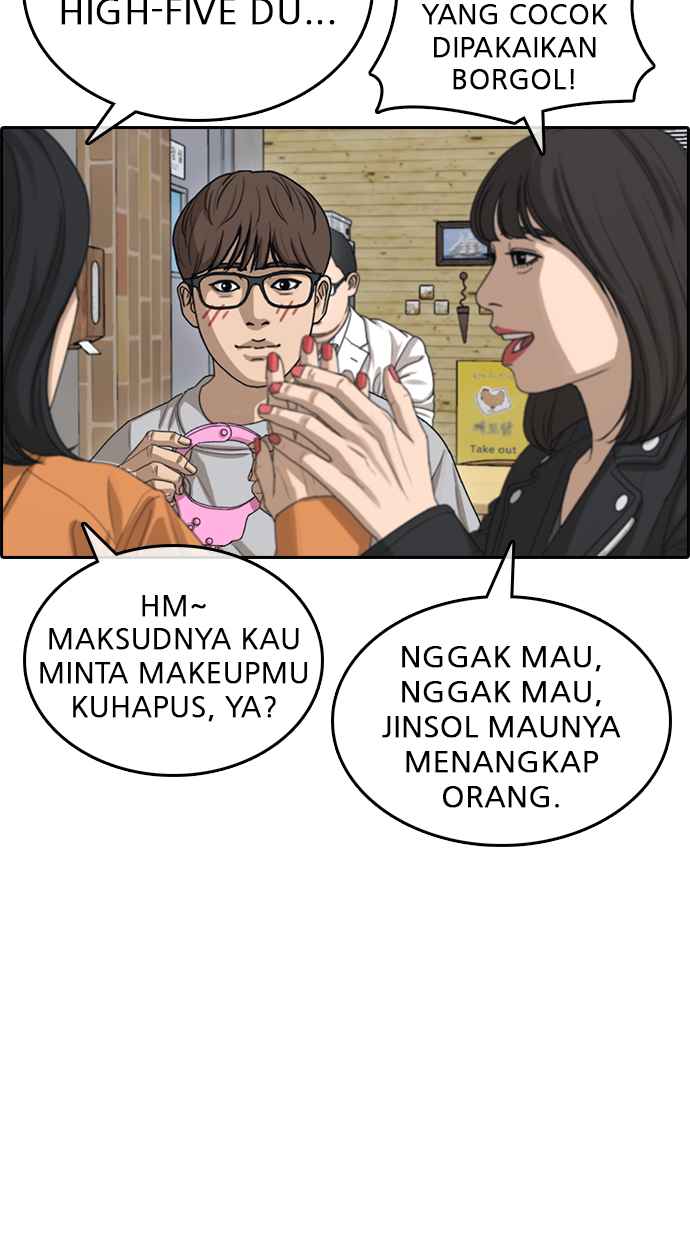 HIGH-FIVE DU...
YANG COCOK
DIPAKAIKAN
BORGOL!
Take out
HM~
MAKSUDNYA KAU
MINTA MAKEUPMU
KUHAPUS, YA?
NGGAK MAU,
NGGAK MAU,
JINSOL MAUNYA
MENANGKAP
ORANG.